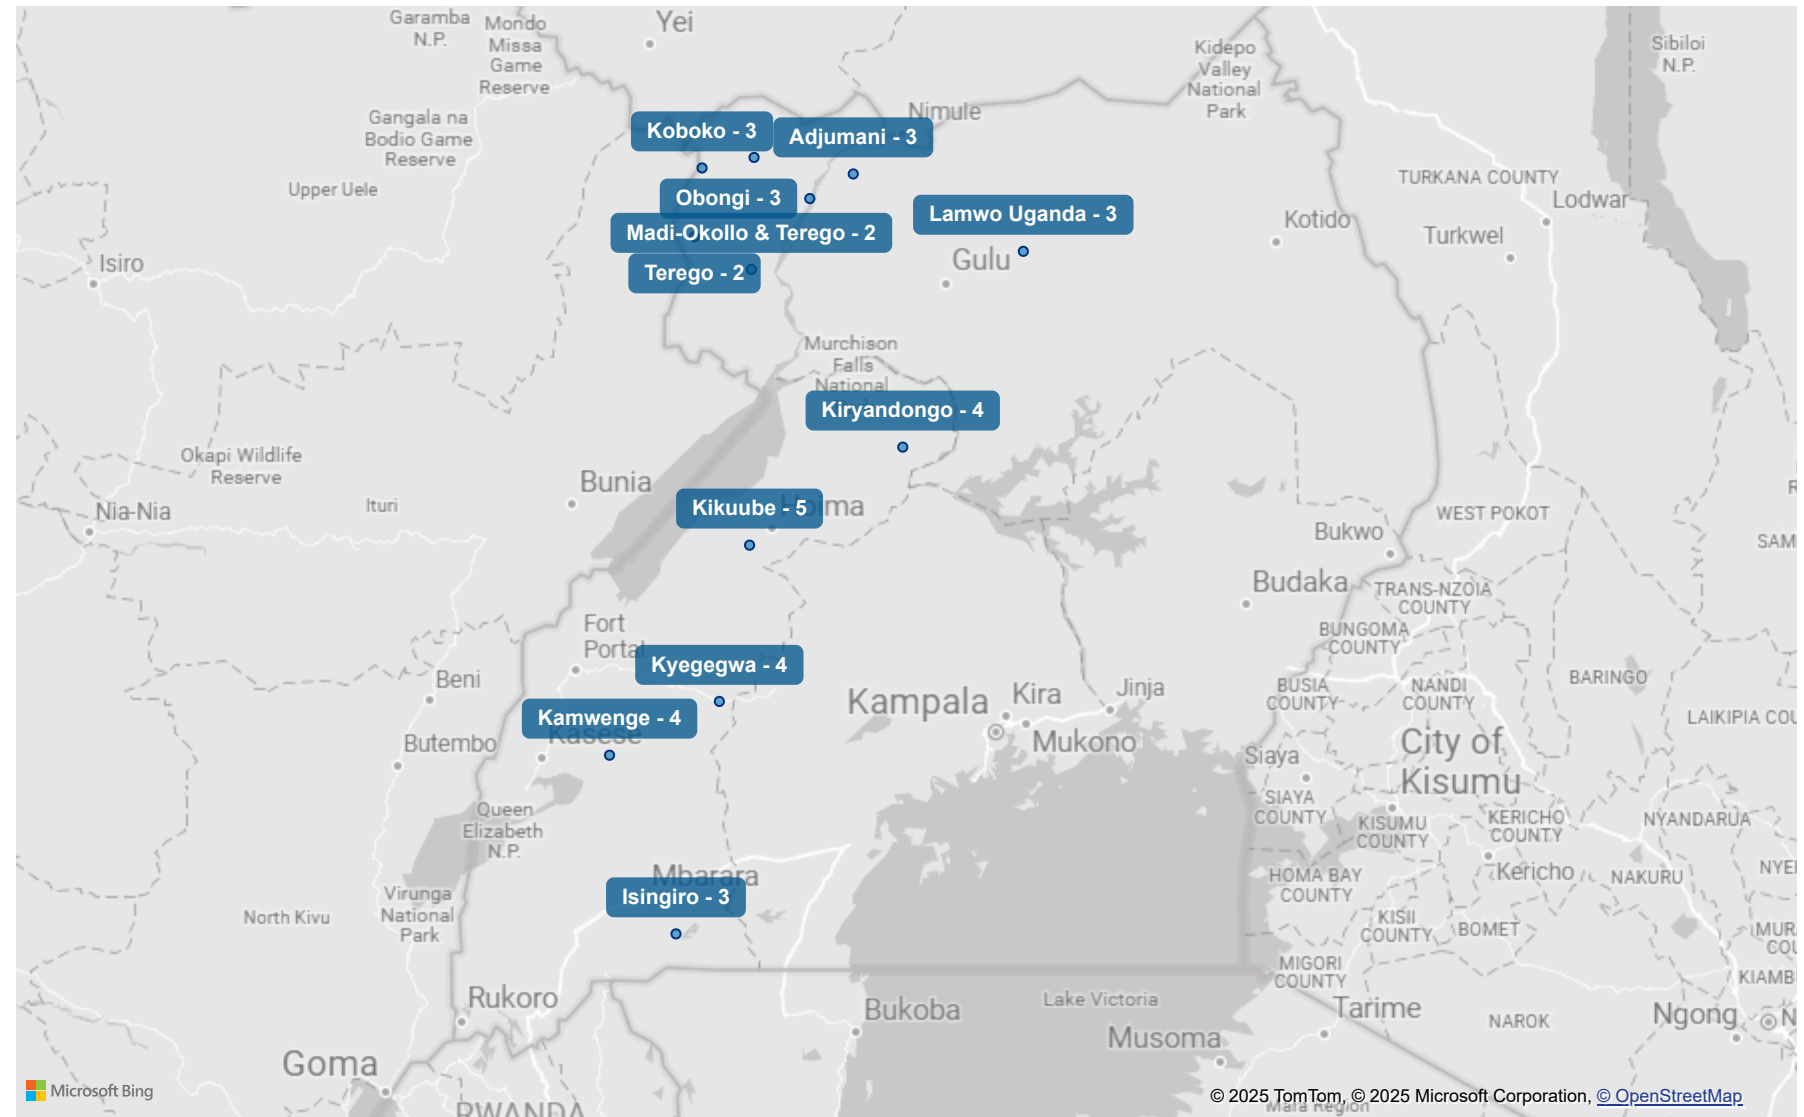 Garamba
N.P.
Mondo
Missa
Game
Reserve
Yei
Kidepo
Valley
National
Park
Sibiloi
N.P.
Gangala na
Bodio Game
Reserve
Nimule
Koboko - 3
Adjumani - 3
Upper Uele
TURKANA COUNTY
Lodwar
Obongi - 3
Lamwo Uganda - 3
Kotido
Turkwel
Madi-Okollo & Terego - 2
Isiro
Terego - 2
Gulu
Murchison
Falls
National
Kiryandongo - 4
Okapi Wildlife
Reserve
Bunia
Ituri
Nia-Nia
Kikuube - 5
WEST POKOT
Bukwo
Budaka
TRANS-NZOIA
COUNTY
Fort
Portal
BUNGOMA
COUNTY
Kyegegwa - 4
Beni
BARINGO
Kampala
Kira
Jinja
BUSIA
COUNTY
NANDI
COUNTY
Kamwenge - 4
Kasese
LAIKIPIA COU
Butembo
Mukono
City of
Kisumu
Siaya
SIAYA
COUNTY
Queen
Elizabeth
N.P.
KISUMU
COUNTY
KERICHO
COUNTY
NYANDARUA
Mbarara
HOMA BAY
COUNTY
Kericho
NAKURU
Isingiro - 3
Virunga
National
Park
North Kivu
KISII
COUNTY
BOMET
MIGORI
COUNTY
Rukoro
Bukoba
Lake Victoria
Tarime
NAROK
Ngong
Musoma
Goma
Microsoft Bing
© 2025 TomTom, © 2025 Microsoft Corporation, © OpenStreetMap
Mara Region
RWANDA